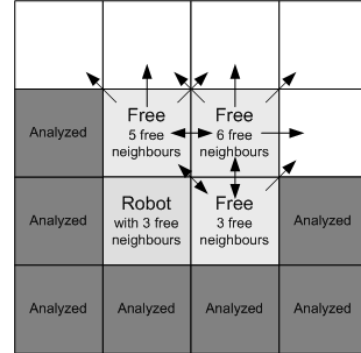 Analyzed
Free
5 free
neighbours
Free
6 free
neighbours
Analyzed
Robot
with 3 free
neighbours
Free
3 free
neighbours
Analyzed
Analyzed
Analyzed
Analyzed
Analyzed